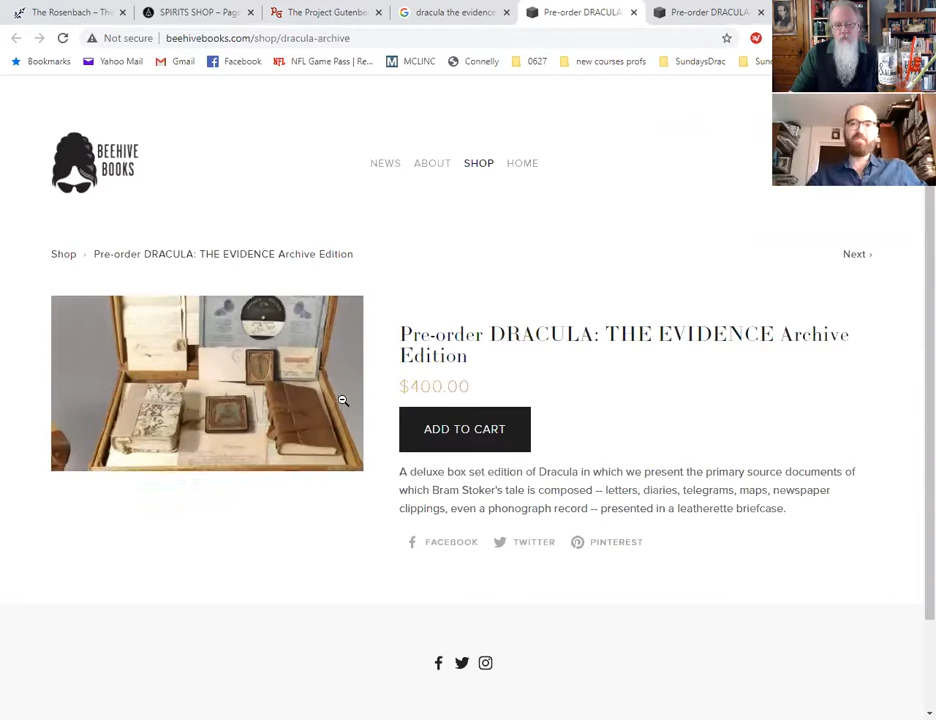 The Rosenbach – The
SPIRITS SHOP – Page
The Project Gutenbe
dracula the evidence
Pre-order DRACULA:
Pre-order DRACULA:
Not secure
beehivebooks.com/shop/dracula-archive
Bookmarks
Yahoo Mail
Gmail
Facebook
NFL Game Pass | Re...
MCLINC
Connelly
0627
new courses profs
SundaysDrac
BEEHIVE
BOOKS
NEWS
ABOUT
SHOP
HOME
Shop › Pre-order DRACULA: THE EVIDENCE Archive Edition
Next ›
Pre-order DRACULA: THE EVIDENCE Archive
Edition
$400.00
ADD TO CART
A deluxe box set edition of Dracula in which we present the primary source documents of
which Bram Stoker's tale is composed -- letters, diaries, telegrams, maps, newspaper
clippings, even a phonograph record -- presented in a leatherette briefcase.
FACEBOOK
TWITTER
PINTEREST